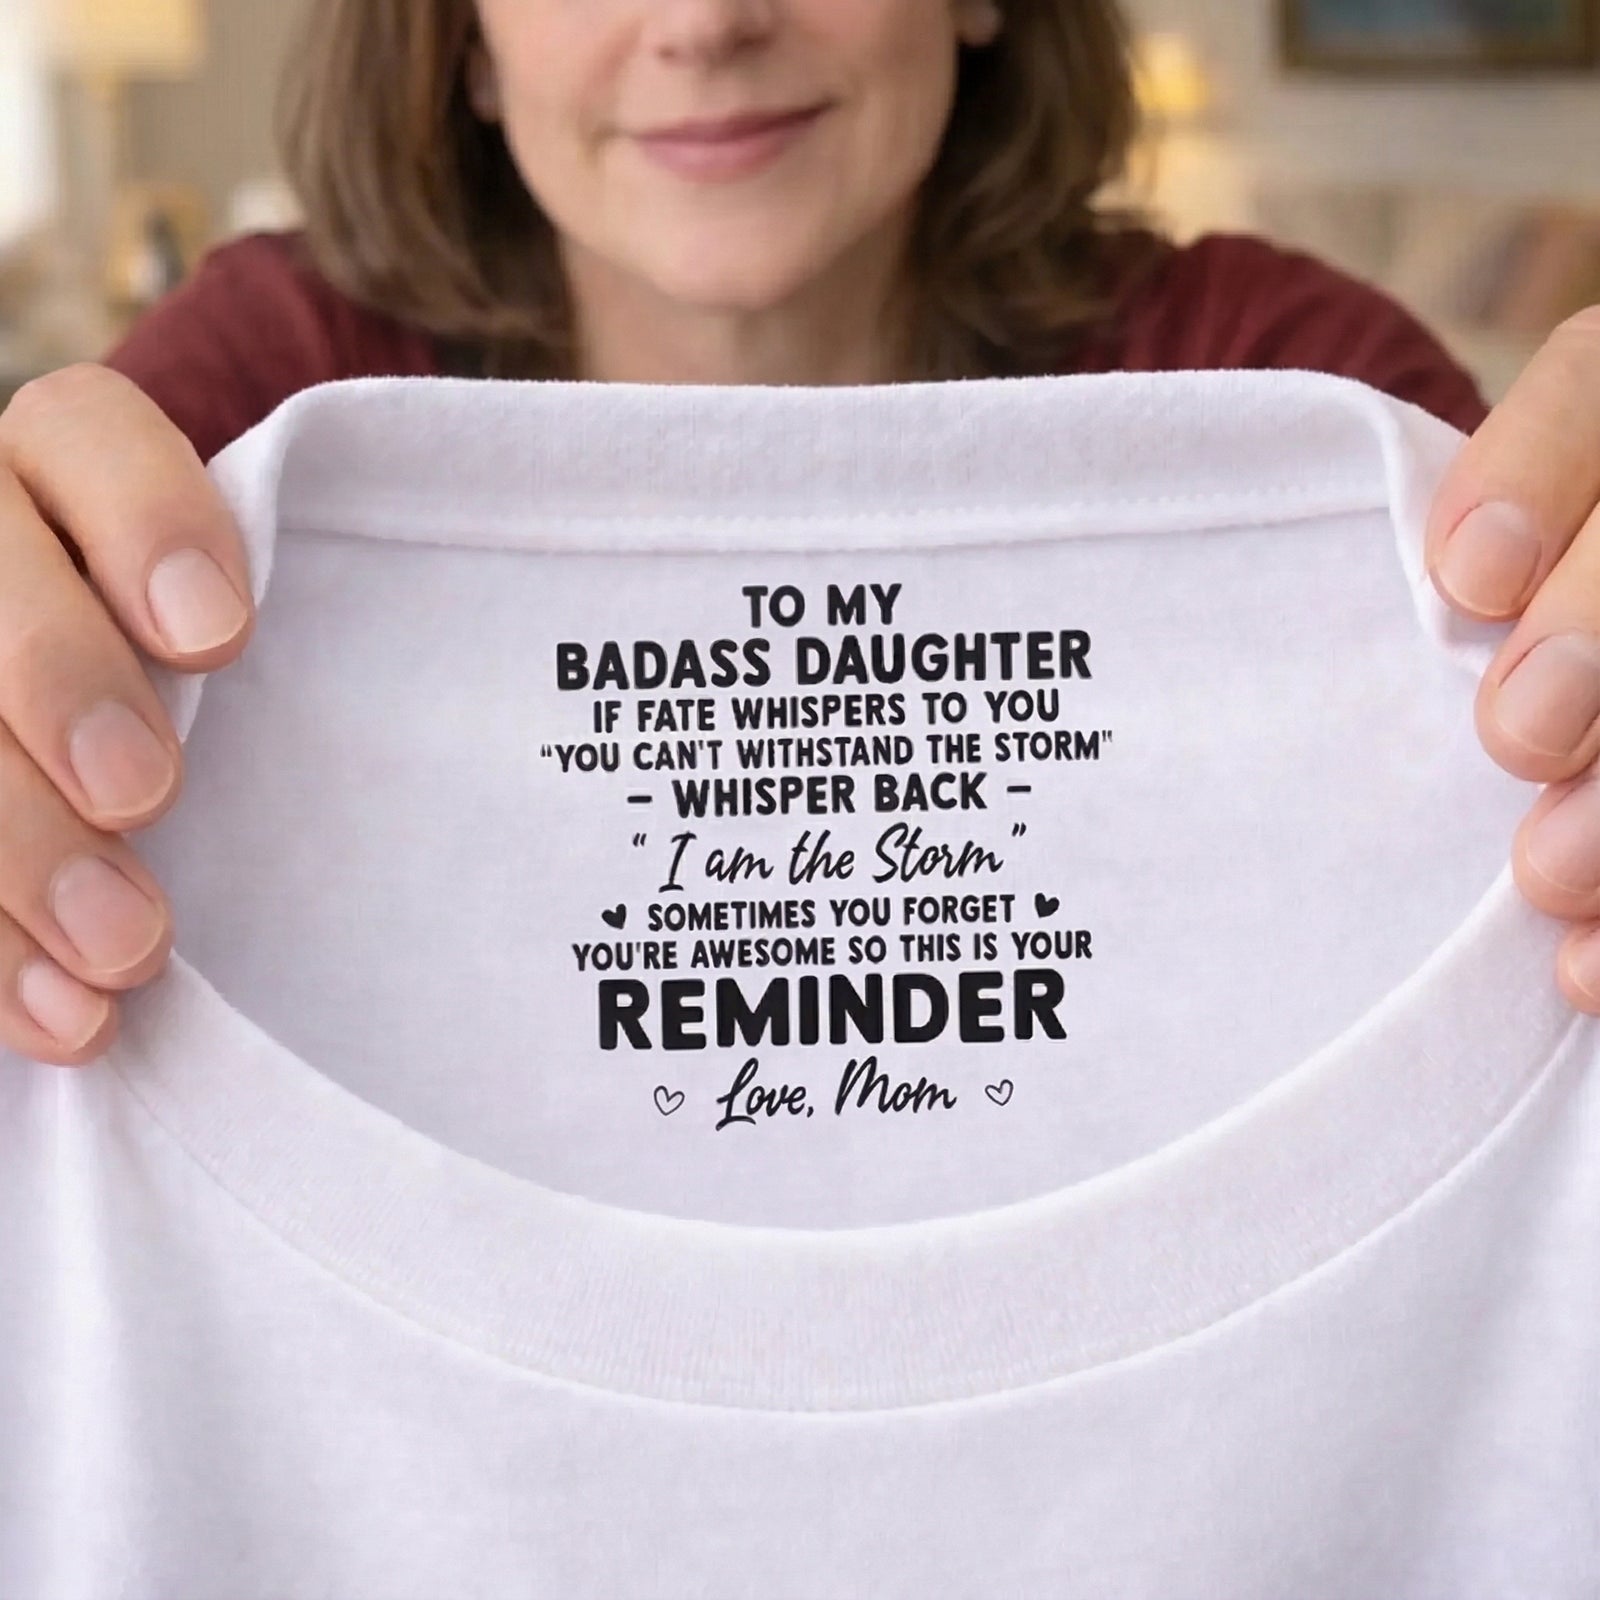 TO MY
BADASS DAUGHTER
IF FATE WHISPERS TO YOU
"YOU CAN'T WITHSTAND THE STORM"
– WHISPER BACK –
" I am the Storm "
SOMETIMES YOU FORGET
YOU'RE AWESOME SO THIS IS YOUR
REMINDER
Love, Mom